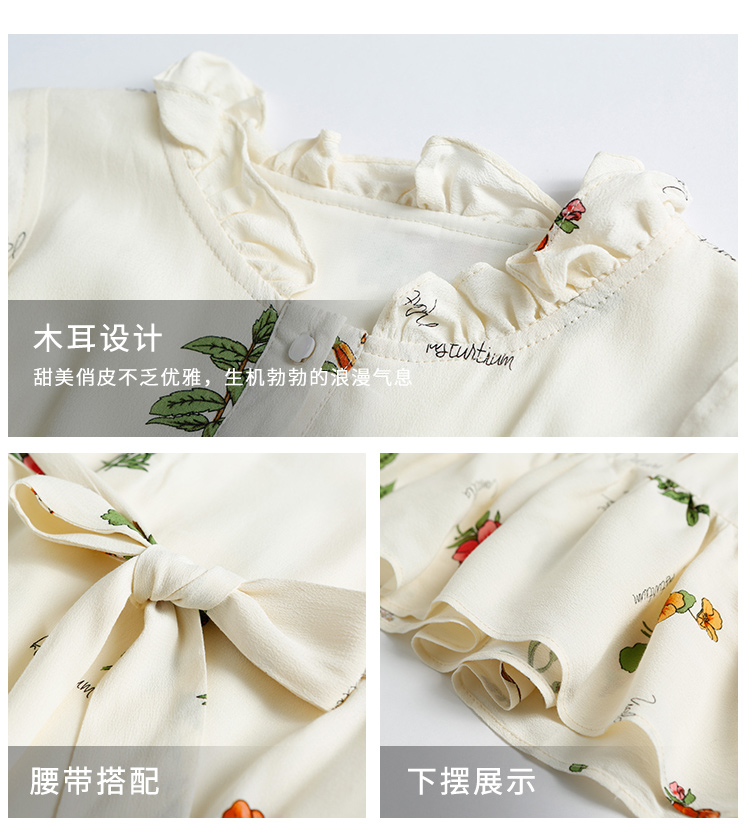 木耳设计
甜美俏皮不乏优雅，生机勃勃的浪漫气息
腰带搭配
下摆展示